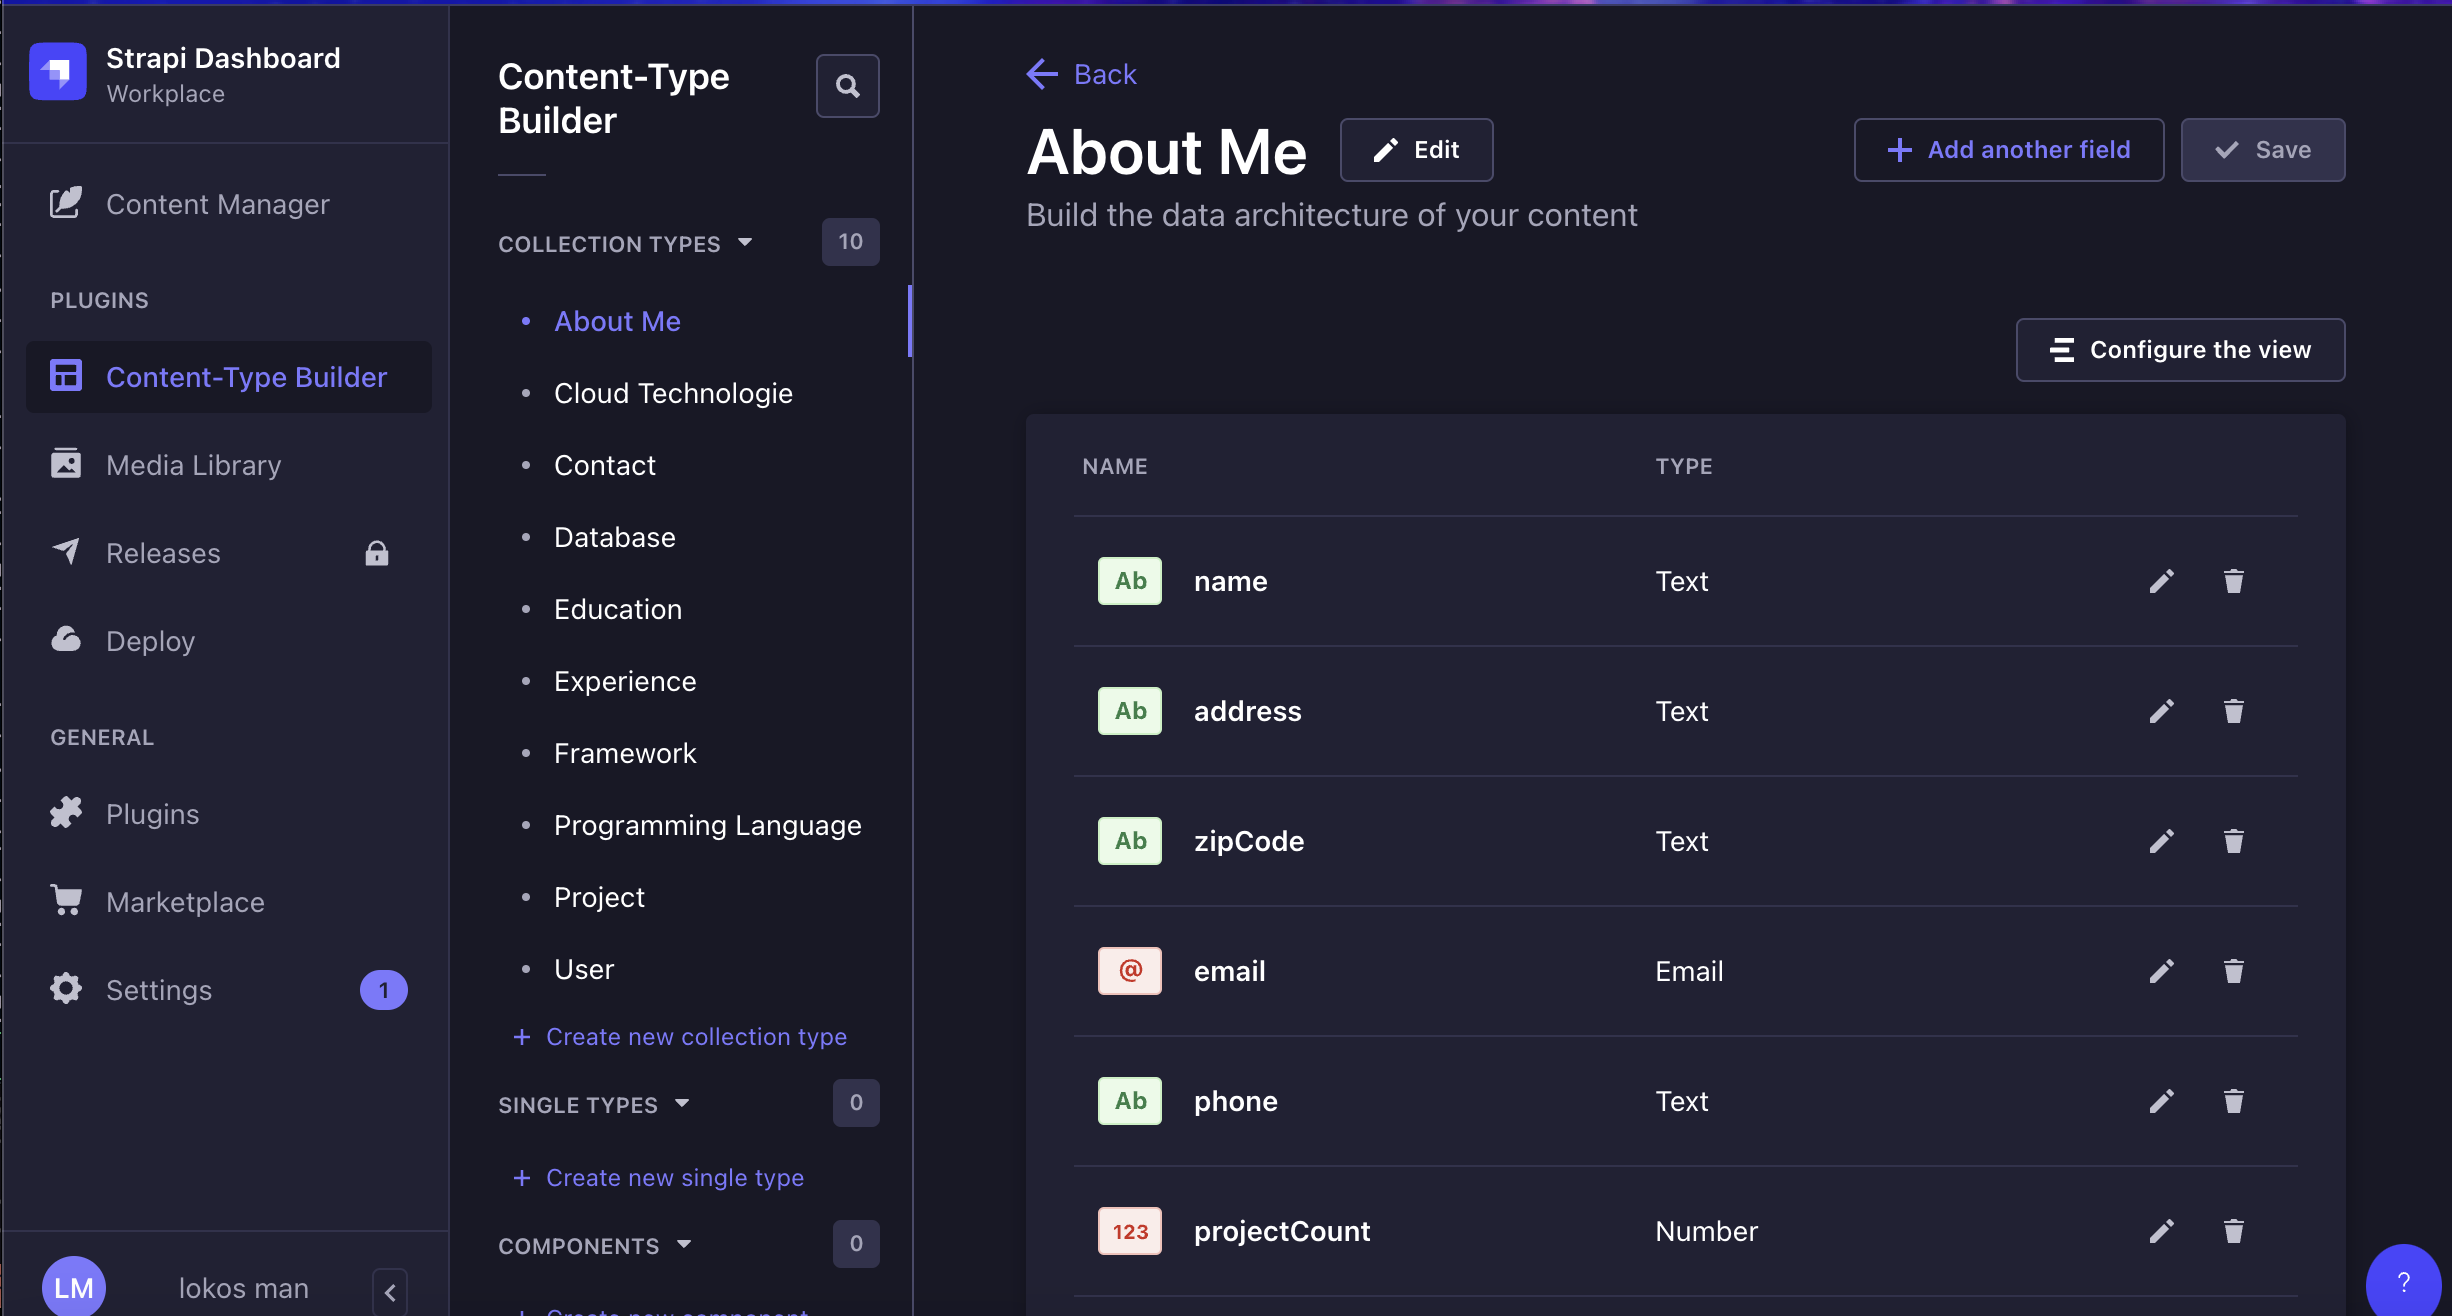 Strapi Dashboard
Workplace
Content Manager
PLUGINS
Content-Type Builder
Media Library
Releases
Deploy
GENERAL
Plugins
Marketplace
Settings
1
LM
lokos man
Content-Type
Builder
COLLECTION TYPES
10
About Me
Cloud Technologie
Contact
Database
Education
Experience
Framework
Programming Language
Project
User
+ Create new collection type
SINGLE TYPES
0
+ Create new single type
COMPONENTS
0
+ Create new component
Back
About Me
Edit
+ Add another field
Save
Build the data architecture of your content
Configure the view
NAME TYPE
Ab name Text
Ab address Text
Ab zipCode Text
@ email Email
Ab phone Text
123 projectCount Number
?